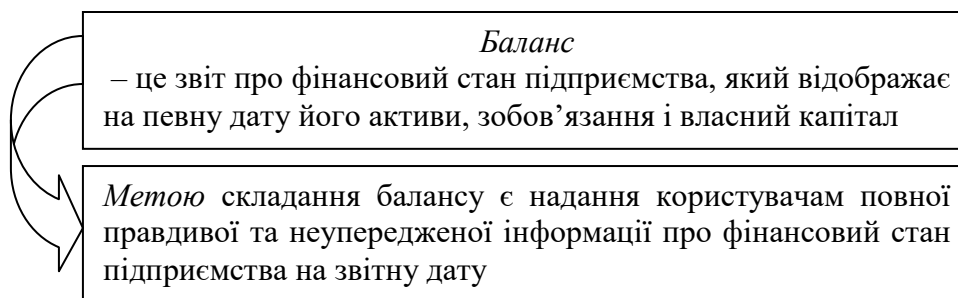 Баланс
– це звіт про фінансовий стан підприємства, який відображає
на певну дату його активи, зобов’язання і власний капітал
Метою складання балансу є надання користувачам повної
правдивої та неупередженої інформації про фінансовий стан
підприємства на звітну дату